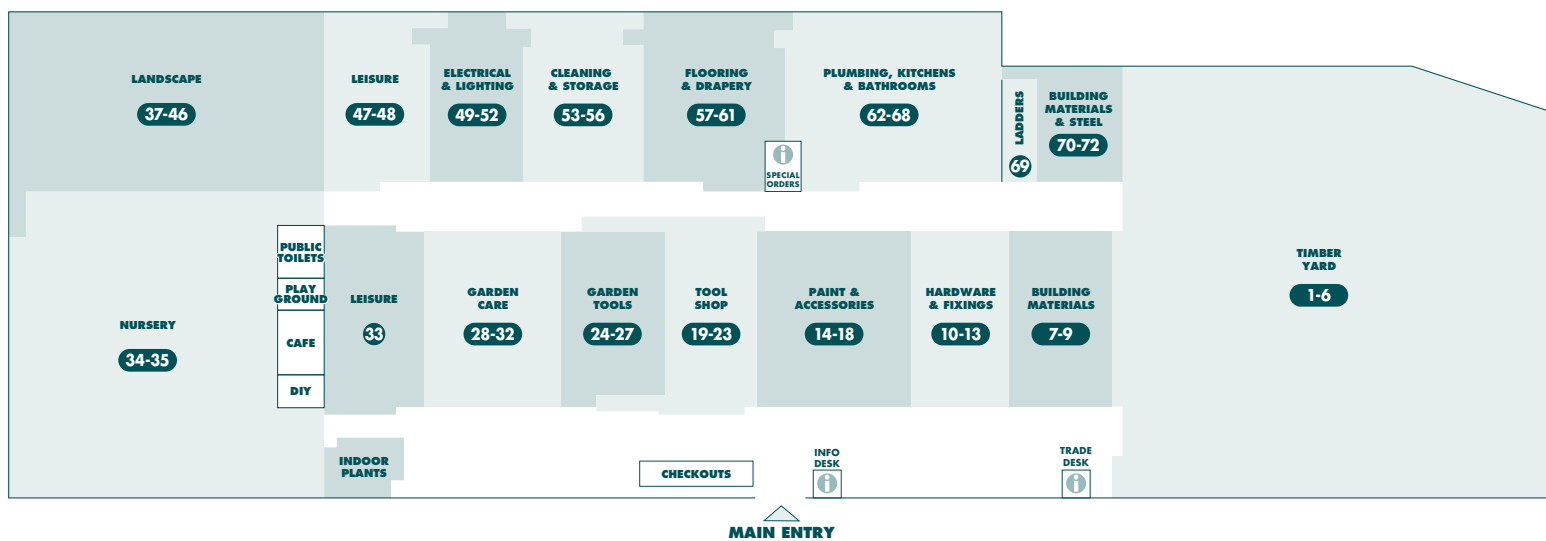 LANDSCAPE
37-46
LEISURE
47-48
ELECTRICAL
& LIGHTING
49-52
CLEANING
& STORAGE
53-56
FLOORING
& DRAPERY
57-61
PLUMBING, KITCHENS
& BATHROOMS
62-68
LADDERS
69
BUILDING
MATERIALS
& STEEL
70-72
i
SPECIAL
ORDERS
PUBLIC
TOILETS
PLAY
GROUND
CAFE
DIY
NURSERY
34-35
LEISURE
33
GARDEN
CARE
28-32
GARDEN
TOOLS
24-27
TOOL
SHOP
19-23
PAINT &
ACCESSORIES
14-18
HARDWARE
& FIXINGS
10-13
BUILDING
MATERIALS
7-9
TIMBER
YARD
1-6
INDOOR
PLANTS
CHECKOUTS
INFO
DESK
i
TRADE
DESK
i
MAIN ENTRY